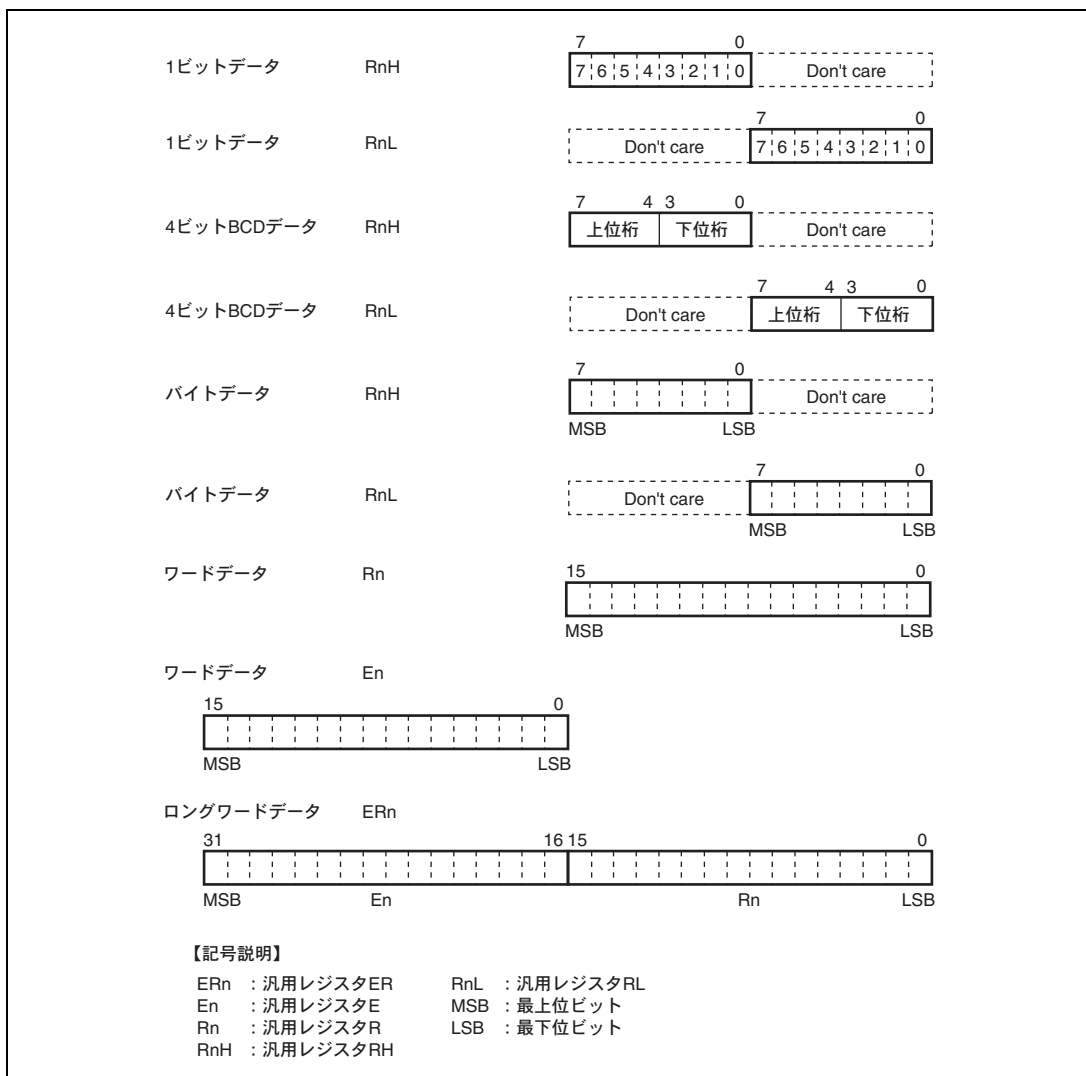 7 0
1ビットデータ RnH 7 6 5 4 3 2 1 0 Don't care
7 0
1ビットデータ RnL Don't care 7 6 5 4 3 2 1 0
7 4 3 0
4ビットBCDデータ RnH 上位桁 下位桁 Don't care
7 4 3 0
4ビットBCDデータ RnL Don't care 上位桁 下位桁
7 0
バイトデータ RnH Don't care
MSB LSB
7 0
バイトデータ RnL Don't care
MSB LSB
ワードデータ Rn 15 0
MSB LSB
ワードデータ En
15 0
MSB LSB
ロングワードデータ ERn
31 16 15 0
MSB En Rn LSB
【記号説明】
ERn :汎用レジスタER RnL :汎用レジスタRL
En :汎用レジスタE MSB :最上位ビット
Rn :汎用レジスタR LSB :最下位ビット
RnH :汎用レジスタRH